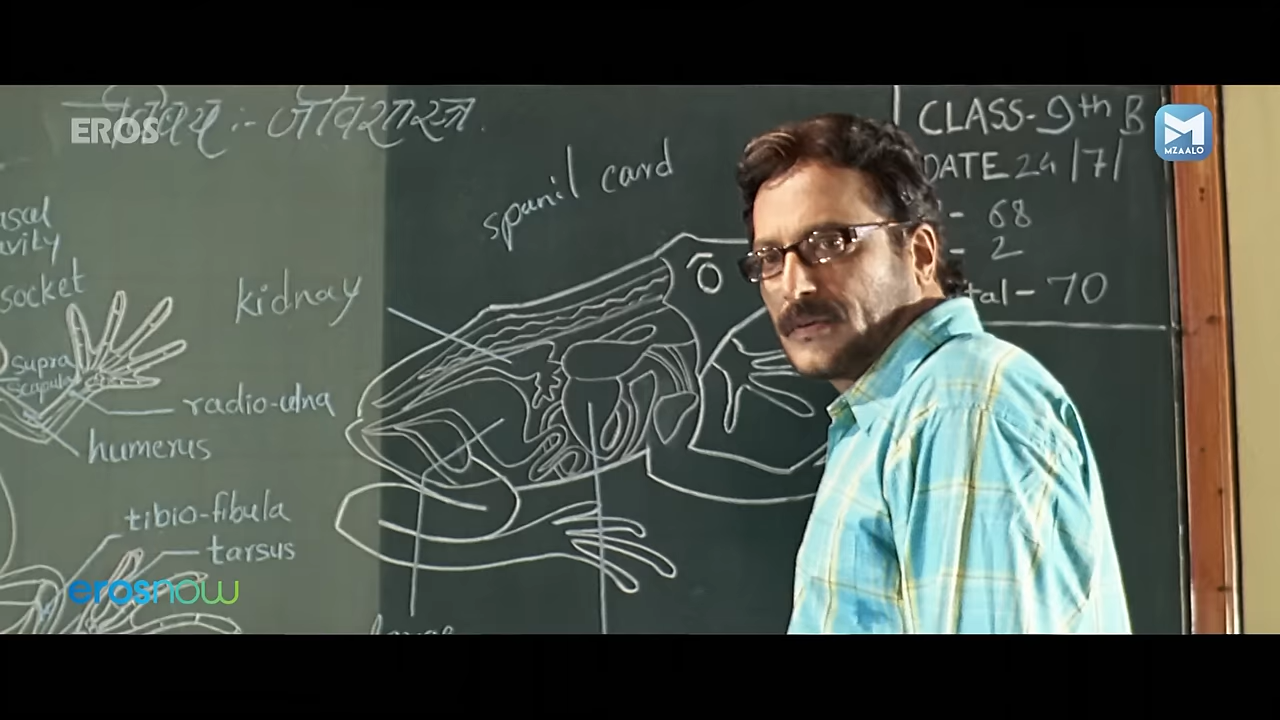 विषय :- जीवशास्त्र.
EROS
CLASS-9th B
MZAALO
DATE 24/7/
- 68
- 2
tal - 70
spanil card
vity
socket
kidnay
Supra
Scapula
radio-ulna
humerus
tibio-fibula
tarsus
erosnow